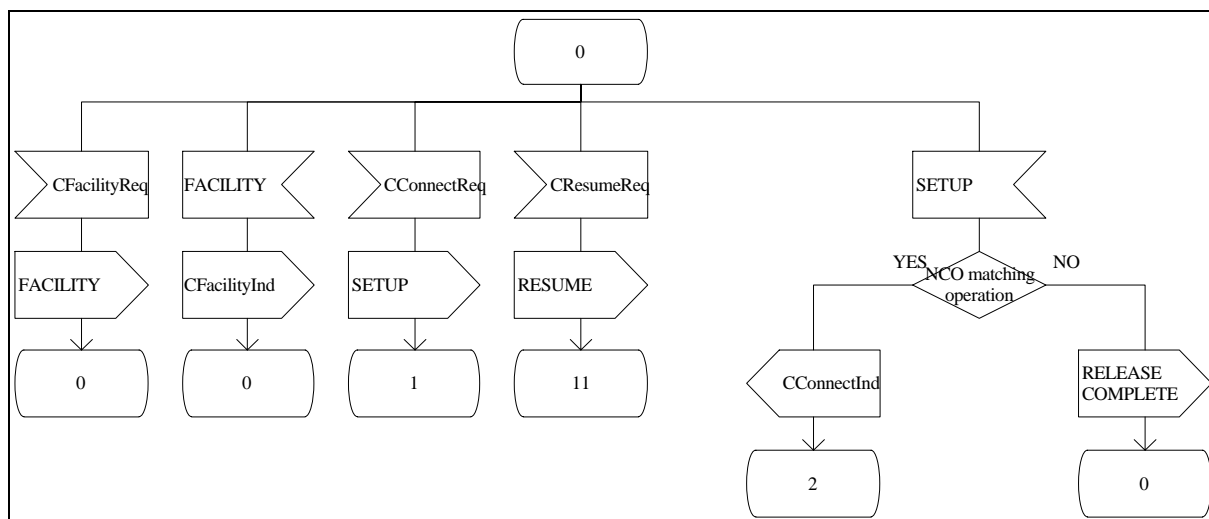 0
CFacilityReq
FACILITY
CConnectReq
CResumeReq
SETUP
FACILITY
CFacilityInd
SETUP
RESUME
YES
NO
NCO matching
operation
0
0
1
11
CConnectInd
RELEASE
COMPLETE
2
0